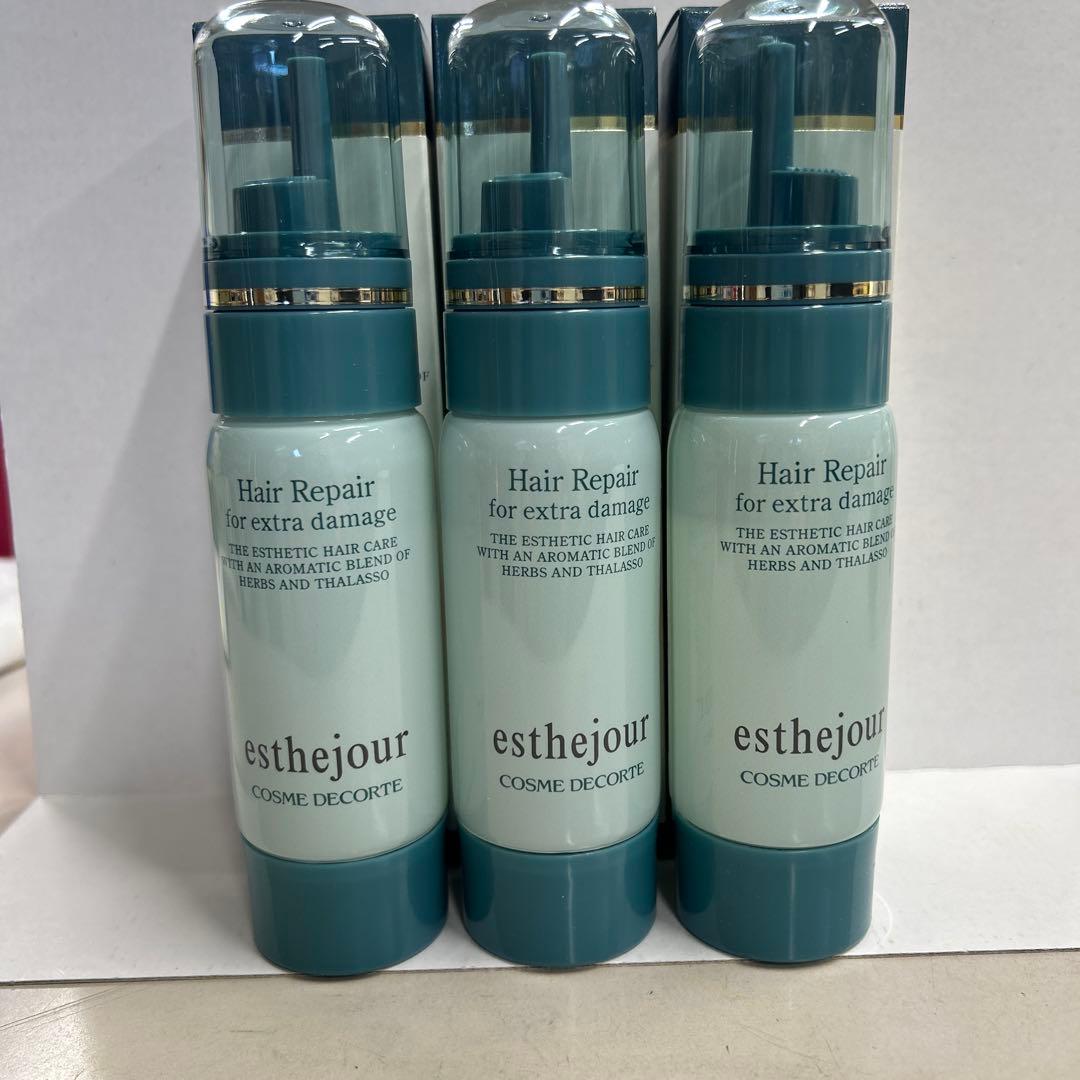 Hair Repair
for extra damage
THE ESTHETIC HAIR CARE
WITH AN AROMATIC BLEND OF
HERBS AND THALASSO
esthejour
COSME DECORTE
Hair Repair
for extra damage
THE ESTHETIC HAIR CARE
WITH AN AROMATIC BLEND OF
HERBS AND THALASSO
esthejour
COSME DECORTE
Hair Repair
for extra damage
THE ESTHETIC HAIR CARE
WITH AN AROMATIC BLEND
HERBS AND THALASSO
esthejour
COSME DECORTE